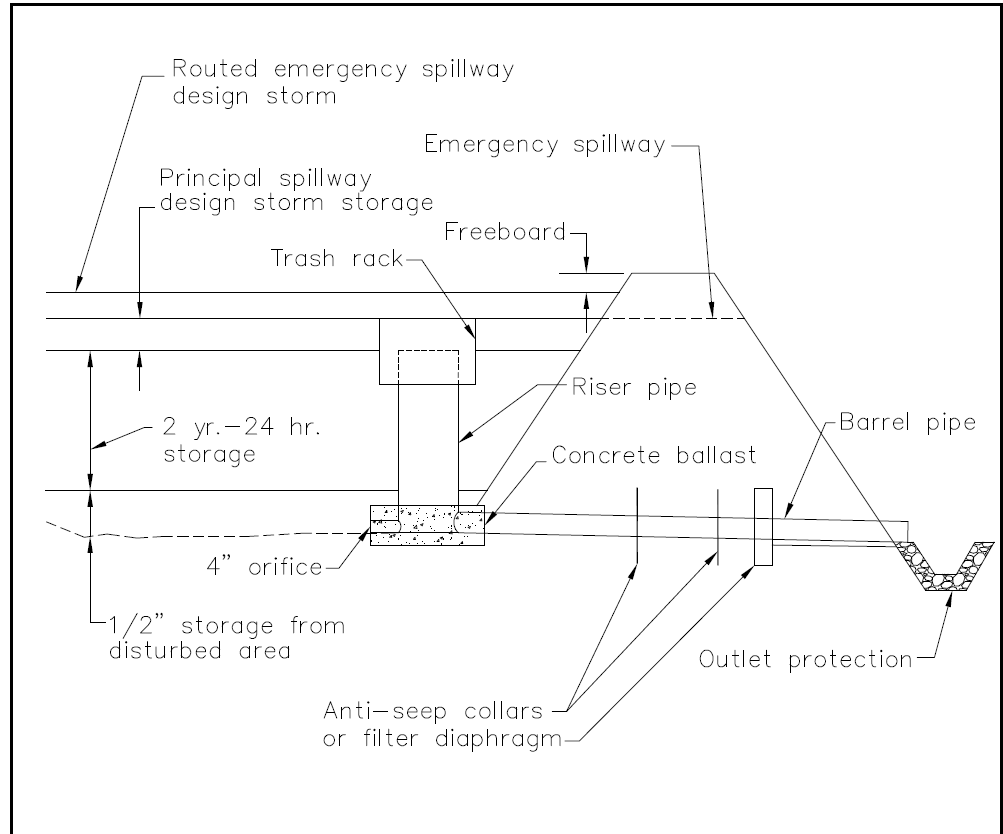 Routed emergency spillway
design storm
Emergency spillway
Principal spillway
design storm storage
Freeboard
Trash rack
Riser pipe
2 yr.-24 hr.
storage
Barrel pipe
Concrete ballast
4" orifice
1/2" storage from
disturbed area
Outlet protection
Anti-seep collars
or filter diaphragm